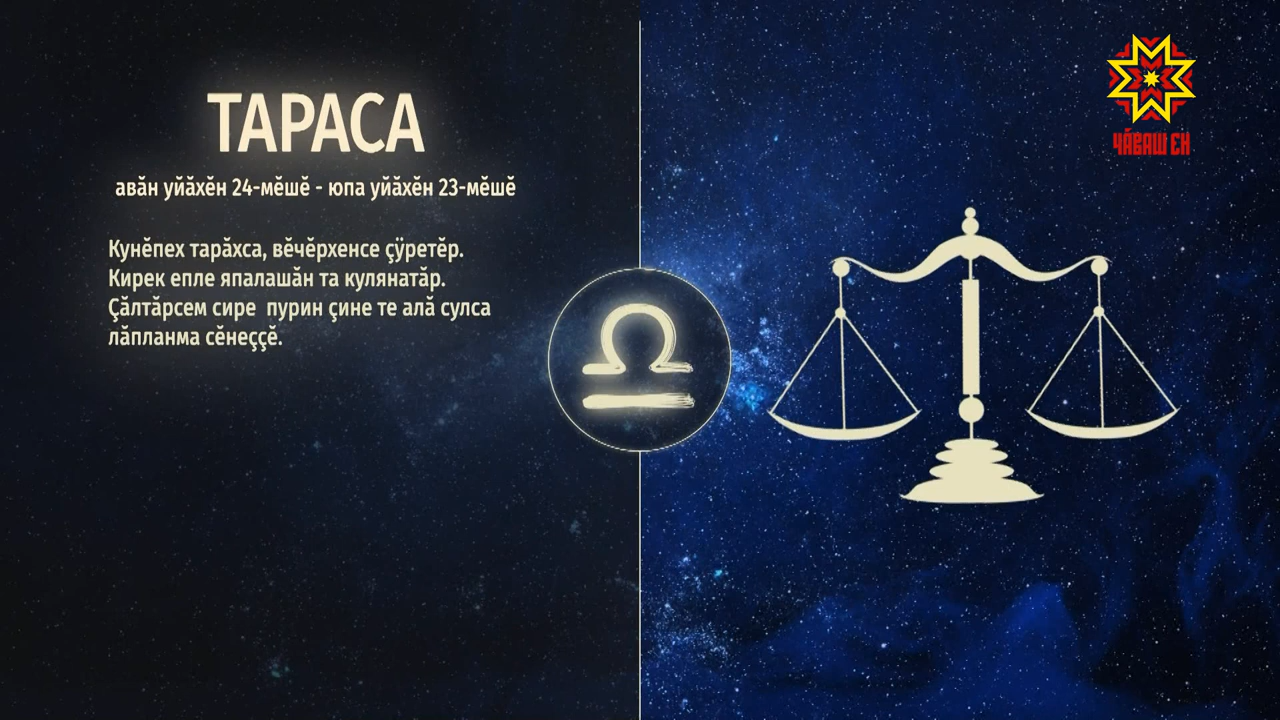 ЧӐВАШ ЕН
ТАРАСА
авӑн уйӑхӗн 24-мӗшӗ - юпа уйӑхӗн 23-мӗшӗ
Кунӗпех тарӑхса, вӗчӗрхенсе ҫӳретӗр.
Кирек епле япалашӑн та кулянатӑр.
Ҫӑлтӑрсем сире пурин ҫине те алӑ сулса
лӑпланма сӗнеҫҫӗ.